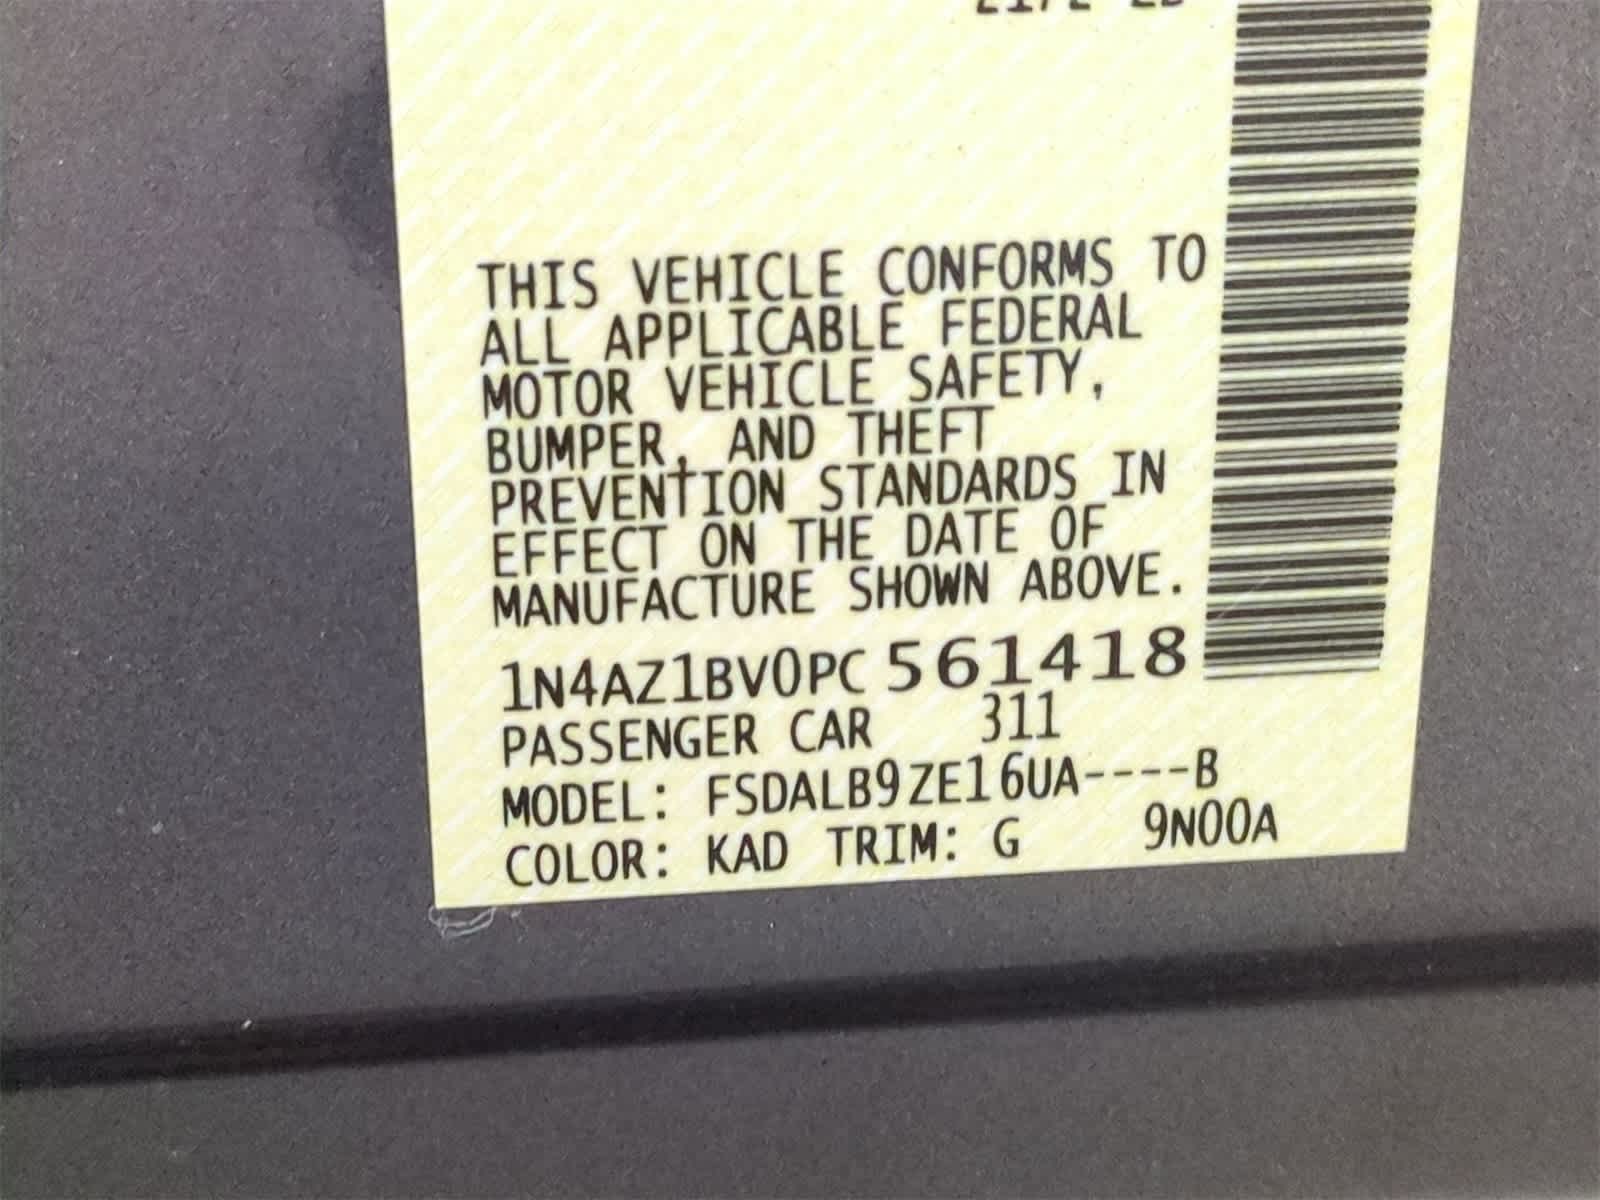 THIS VEHICLE CONFORMS TO
ALL APPLICABLE FEDERAL
MOTOR VEHICLE SAFETY,
BUMPER, AND THEFT
PREVENTION STANDARDS IN
EFFECT ON THE DATE OF
MANUFACTURE SHOWN ABOVE.
1N4AZ1BV0PC 561418
PASSENGER CAR 311
MODEL: FSDALB9ZE16UA----B
COLOR: KAD TRIM: G 9N00A